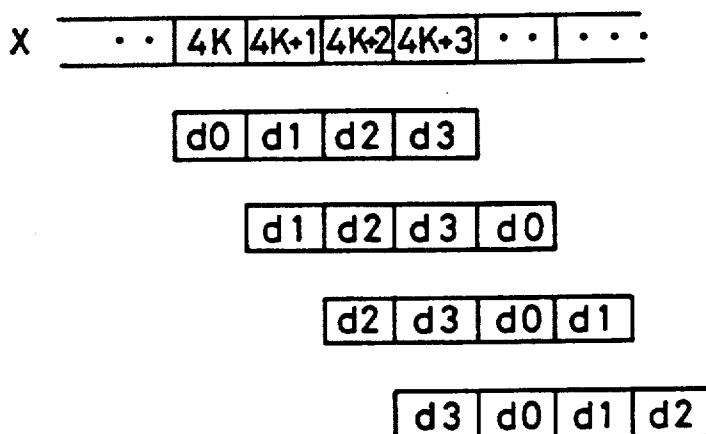 X ·· 4K 4K+1 4K+2 4K+3 ·· ···
d0 d1 d2 d3
d1 d2 d3 d0
d2 d3 d0 d1
d3 d0 d1 d2